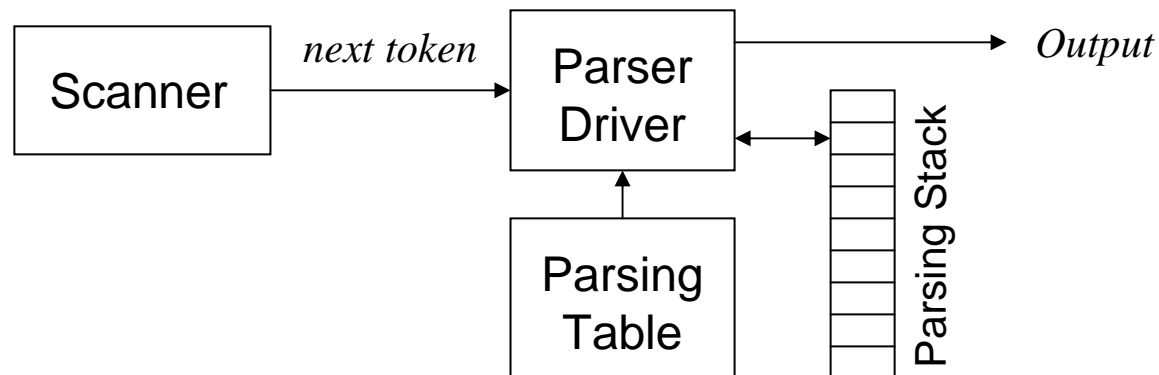 Scanner
next token
Parser
Driver
Output
Parsing
Table
Parsing Stack